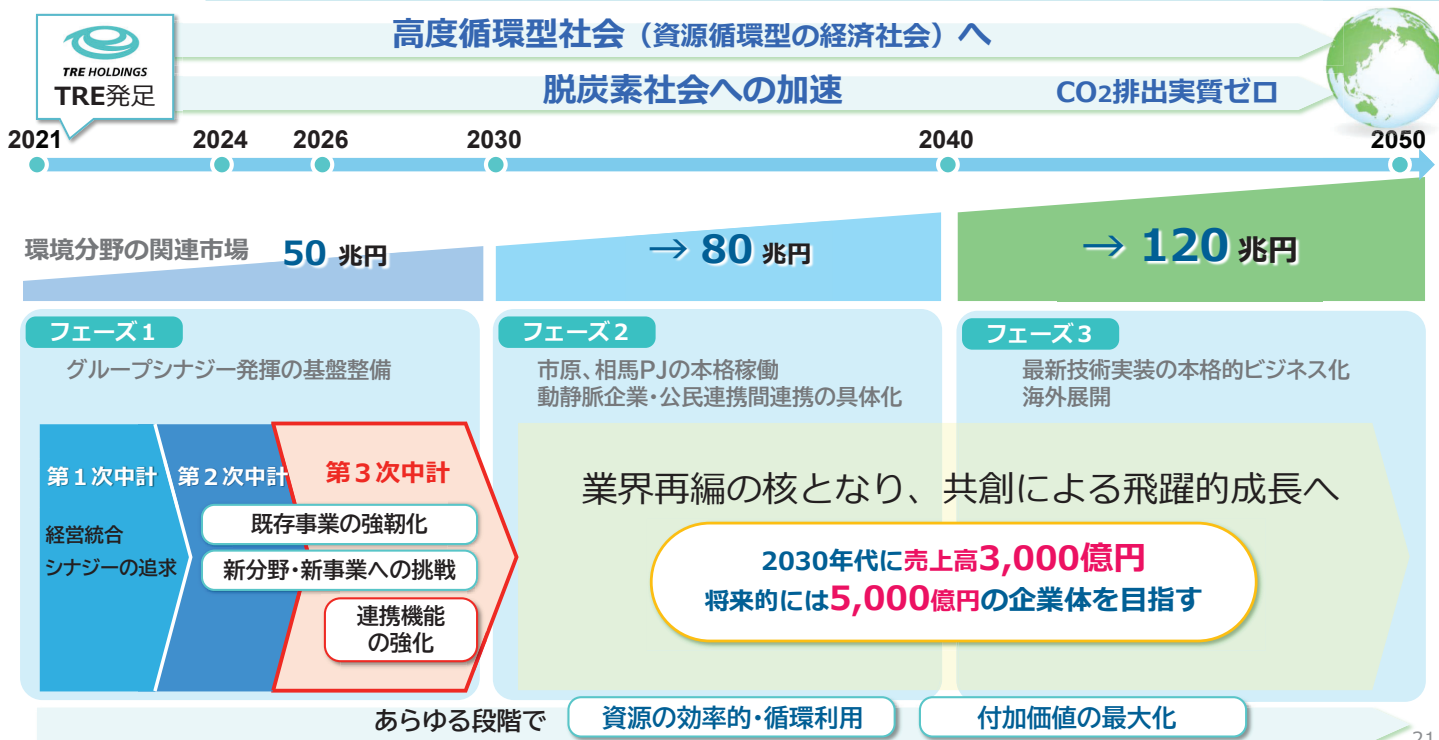 高度循環型社会（資源循環型の経済社会）へ
TRE HOLDINGS
TRE発足
脱炭素社会への加速 CO2排出実質ゼロ
2021 2024 2026 2030 2040 2050
環境分野の関連市場 50 兆円 → 80 兆円 → 120 兆円
フェーズ1
グループシナジー発揮の基盤整備
フェーズ2
市原、相馬PJの本格稼働
動静脈企業・公民連携間連携の具体化
フェーズ3
最新技術実装の本格的ビジネス化
海外展開
第1次中計
経営統合
シナジーの追求
第2次中計
第3次中計
既存事業の強靭化
新分野・新事業への挑戦
連携機能
の強化
業界再編の核となり、共創による飛躍的成長へ
2030年代に売上高3,000億円
将来的には5,000億円の企業体を目指す
あらゆる段階で 資源の効率的・循環利用 付加価値の最大化
21